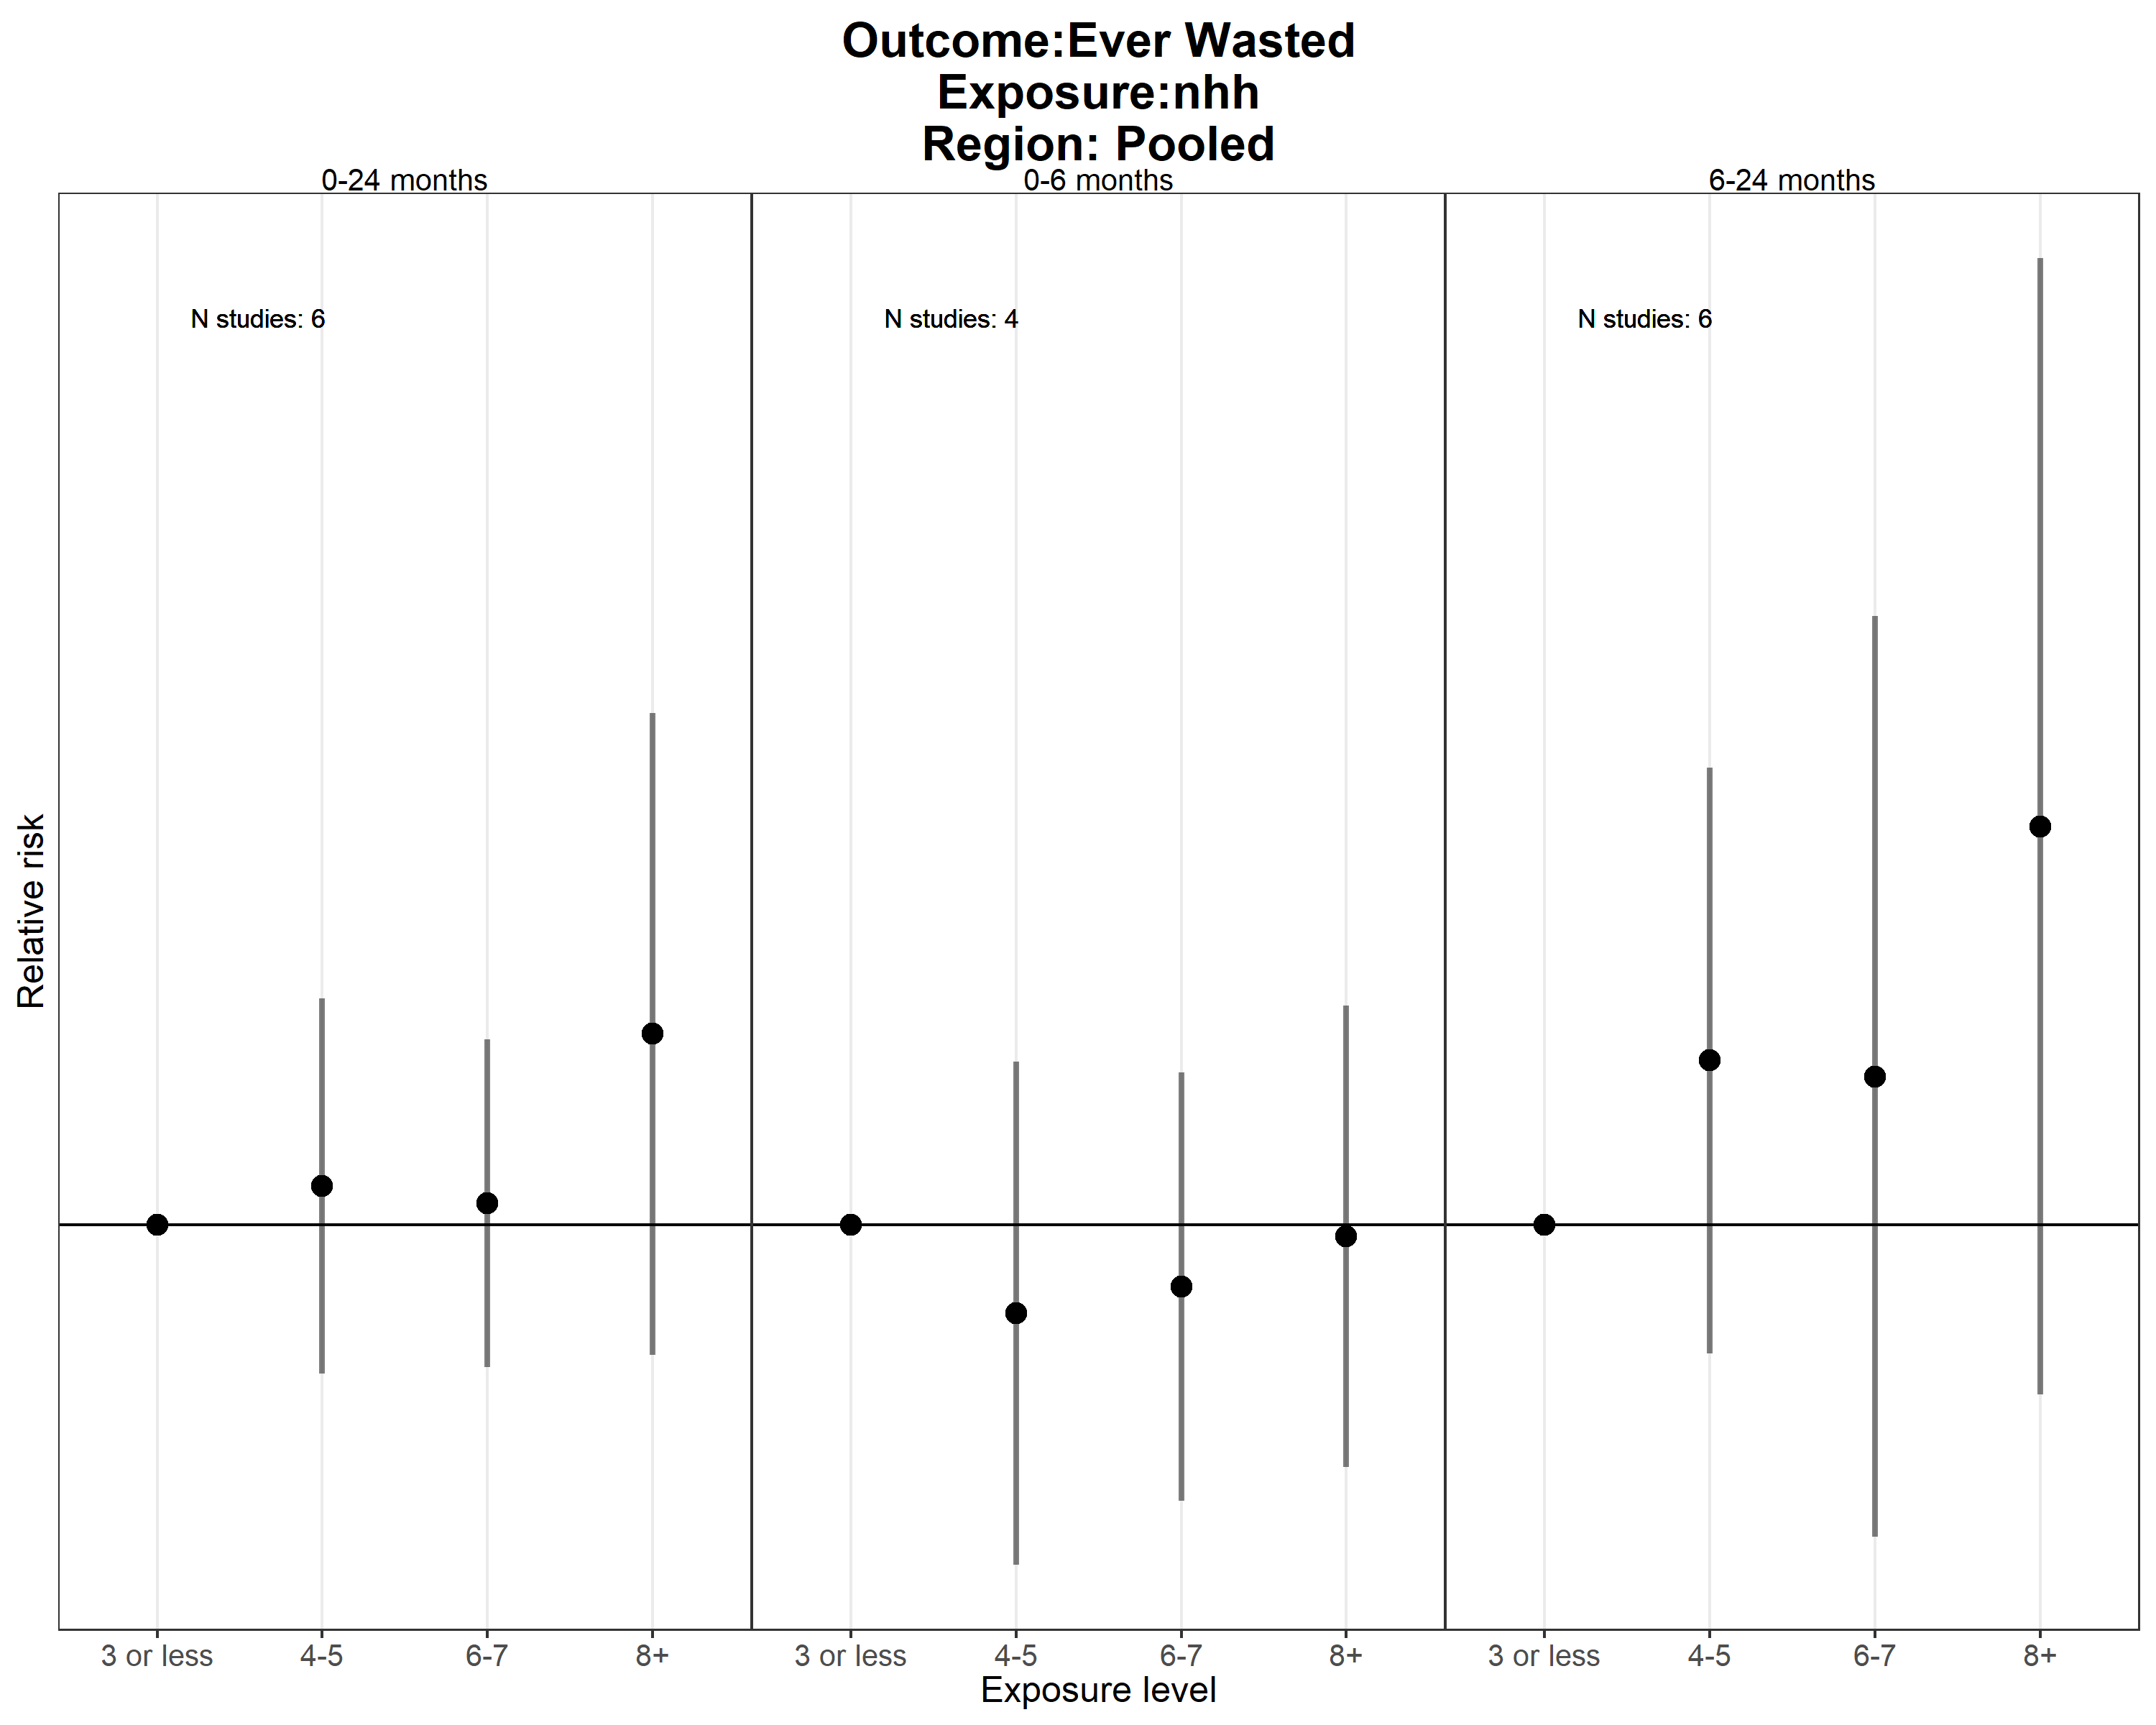 Outcome:Ever Wasted
Exposure:nhh
Region: Pooled
0-24 months
0-6 months
6-24 months
N studies: 6
N studies: 4
N studies: 6
Relative risk
3 or less 4-5 6-7 8+ 3 or less 4-5 6-7 8+ 3 or less 4-5 6-7 8+
Exposure level